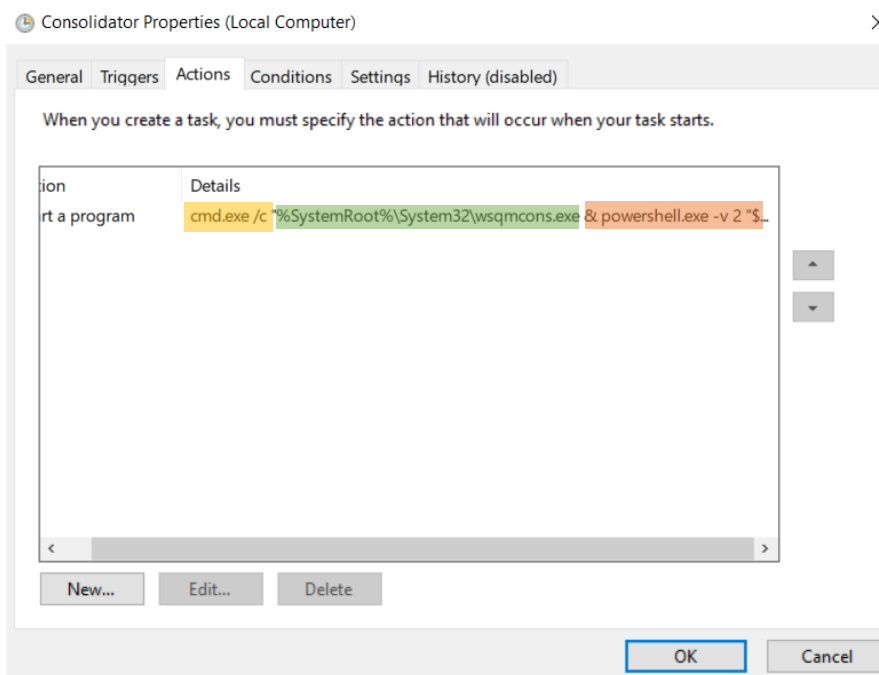 Consolidator Properties (Local Computer)
General Triggers Actions Conditions Settings History (disabled)
When you create a task, you must specify the action that will occur when your task starts.
tion Details
rt a program cmd.exe /c "%SystemRoot%\System32\wsqmcons.exe & powershell.exe -v 2 "$...
New... Edit... Delete
OK Cancel